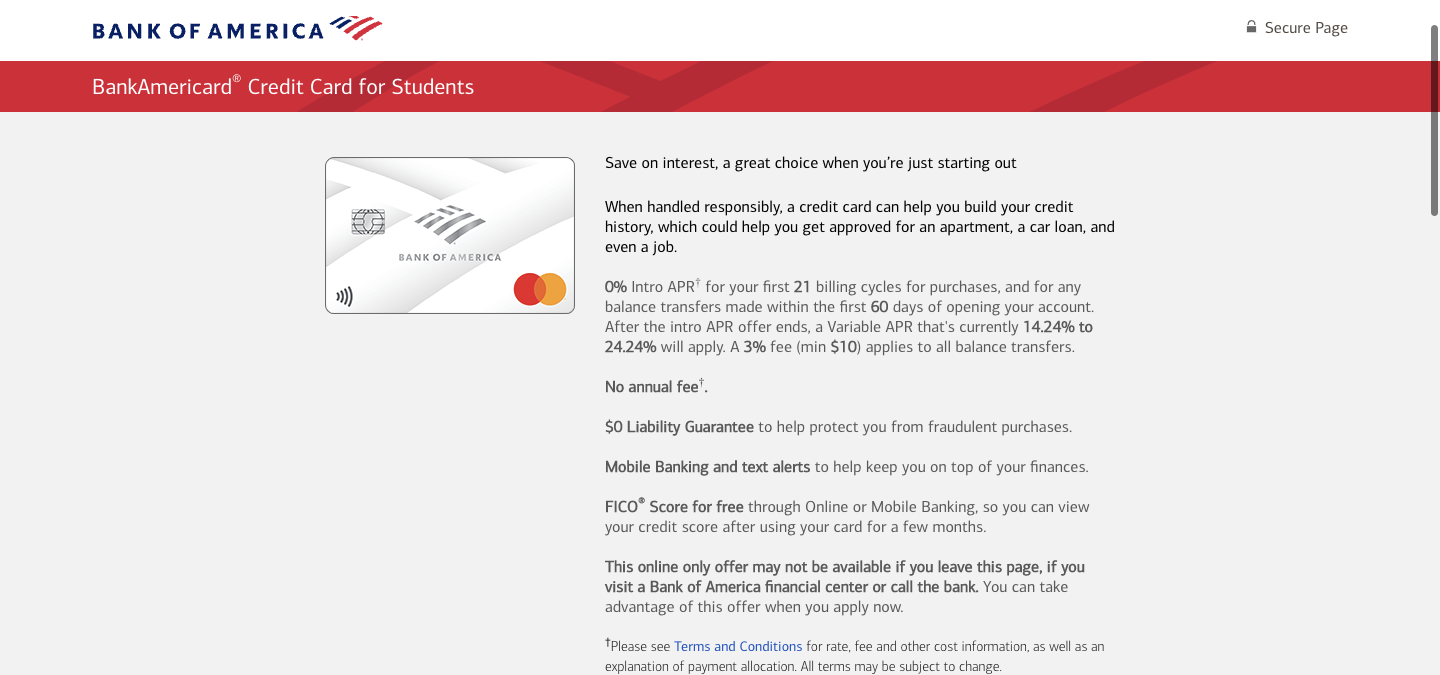 BANK OF AMERICA
Secure Page
BankAmericard® Credit Card for Students
BANK OF AMERICA
Save on interest, a great choice when you're just starting out
When handled responsibly, a credit card can help you build your credit
history, which could help you get approved for an apartment, a car loan, and
even a job.
0% Intro APR† for your first 21 billing cycles for purchases, and for any
balance transfers made within the first 60 days of opening your account.
After the intro APR offer ends, a Variable APR that's currently 14.24% to
24.24% will apply. A 3% fee (min $10) applies to all balance transfers.
No annual fee†.
$0 Liability Guarantee to help protect you from fraudulent purchases.
Mobile Banking and text alerts to help keep you on top of your finances.
FICO® Score for free through Online or Mobile Banking, so you can view
your credit score after using your card for a few months.
This online only offer may not be available if you leave this page, if you
visit a Bank of America financial center or call the bank. You can take
advantage of this offer when you apply now.
†Please see Terms and Conditions for rate, fee and other cost information, as well as an
explanation of payment allocation. All terms may be subject to change.